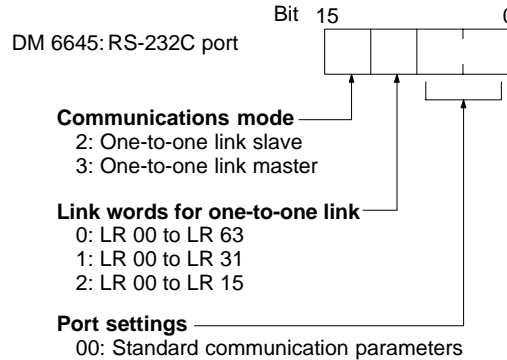 Bit 15 0
DM 6645: RS-232C port
Communications mode
2: One-to-one link slave
3: One-to-one link master
Link words for one-to-one link
0: LR 00 to LR 63
1: LR 00 to LR 31
2: LR 00 to LR 15
Port settings
00: Standard communication parameters